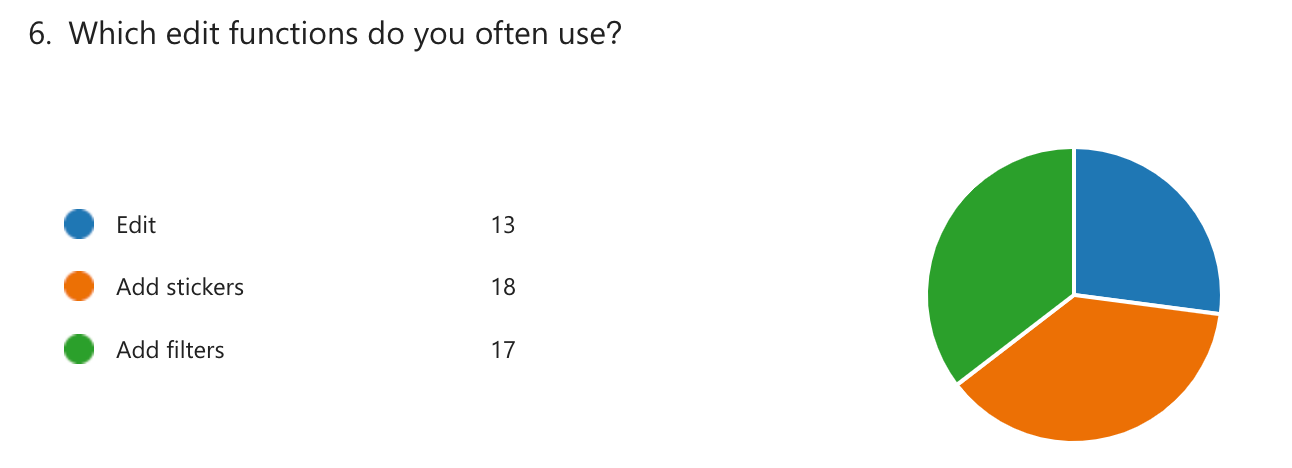 6. Which edit functions do you often use?
Edit 13
Add stickers 18
Add filters 17